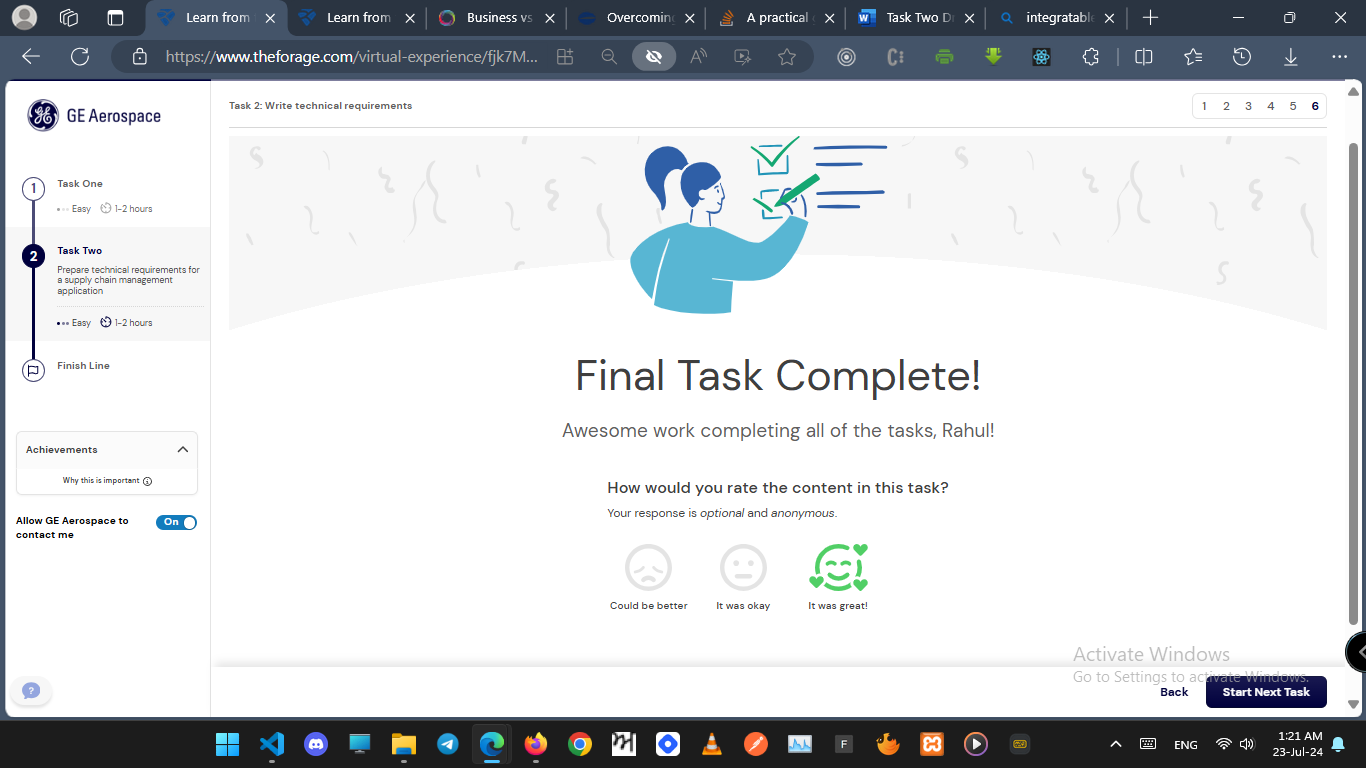 Learn from
Learn from
Business vs
Overcoming
A practical
Task Two Dr
integratable
https://www.theforage.com/virtual-experience/fjk7M...
GE Aerospace
Task 2: Write technical requirements
1 2 3 4 5 6
1
Task One
Easy
1-2 hours
2
Task Two
Prepare technical requirements for
a supply chain management
application
Easy
1-2 hours
Finish Line
Achievements
Why this is important
Allow GE Aerospace to
contact me
On
Final Task Complete!
Awesome work completing all of the tasks, Rahul!
How would you rate the content in this task?
Your response is optional and anonymous.
Could be better
It was okay
It was great!
Activate Windows
Go to Settings to activate Windows.
Back
Start Next Task
ENG
1:21 AM
23-Jul-24